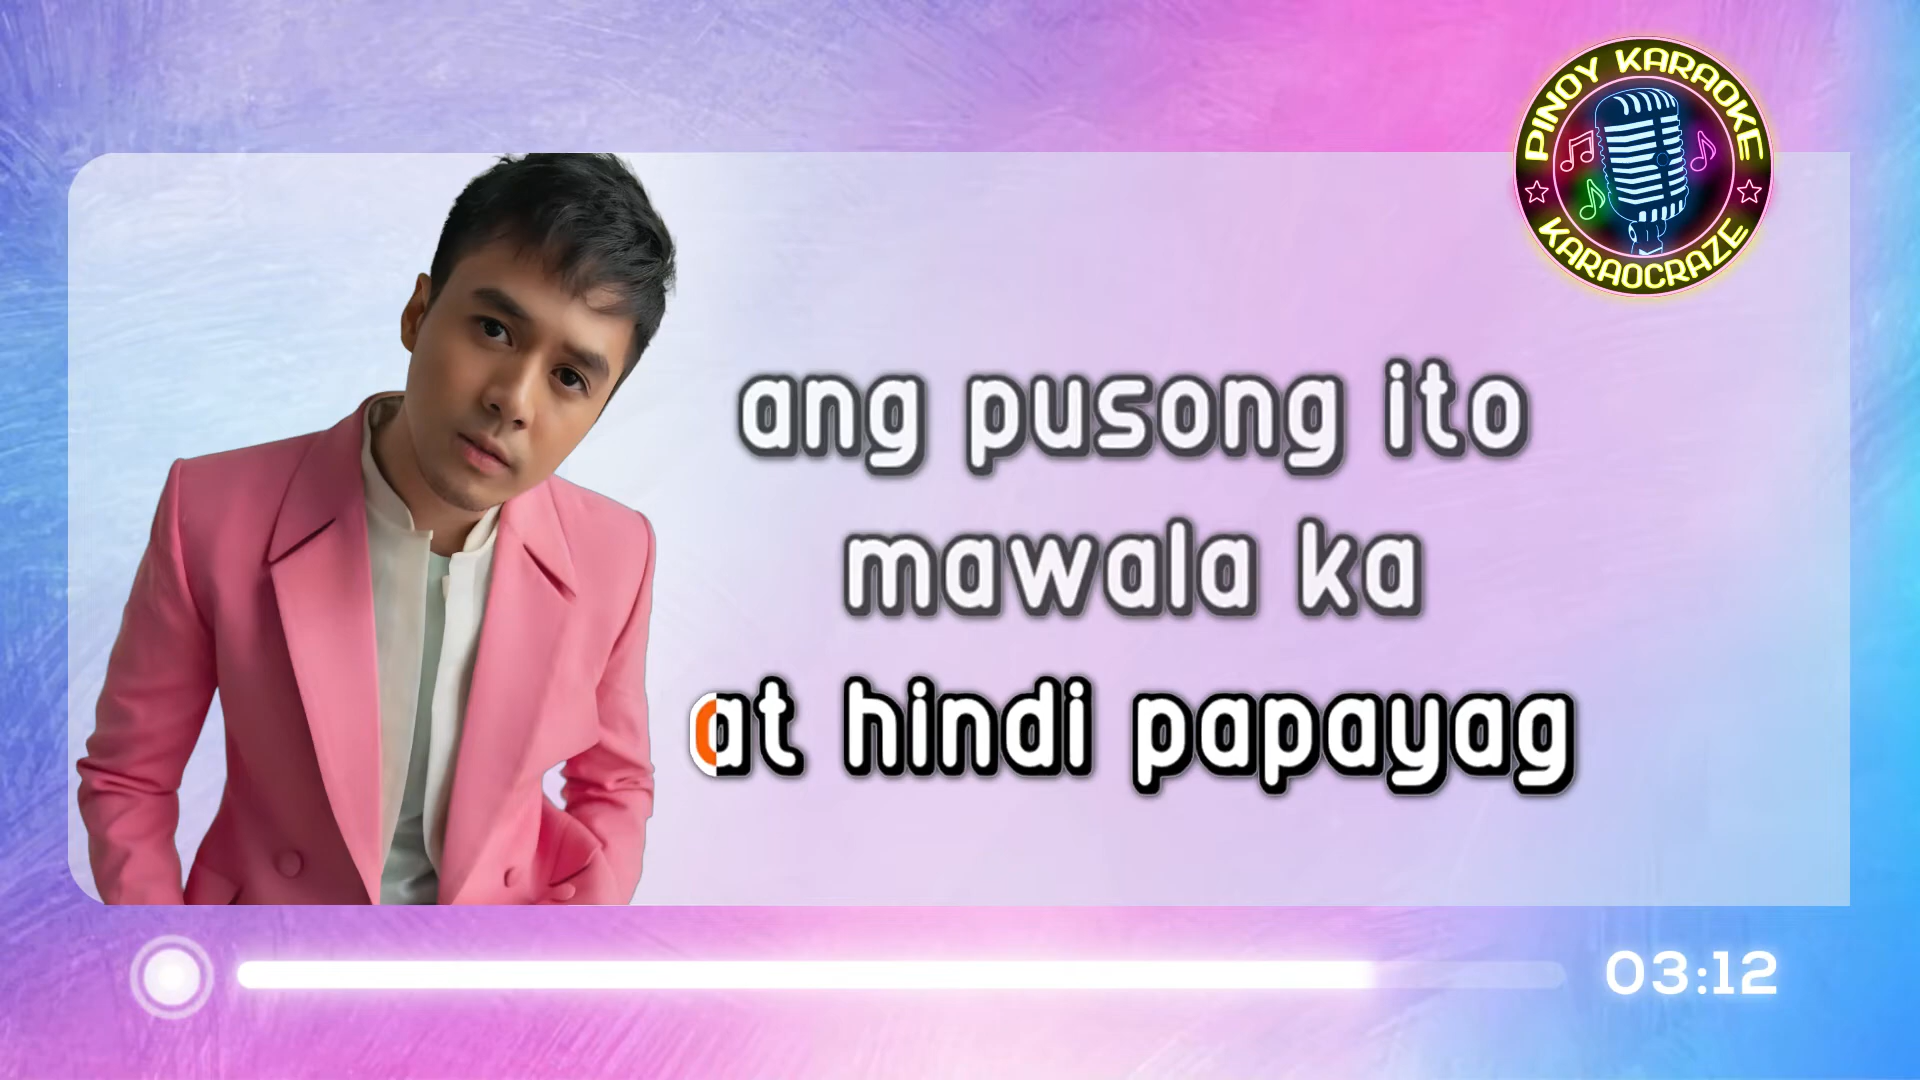 PINOY KARAOKE
KARAOCRAZE
ang pusong ito
mawala ka
at hindi papayag
03:12